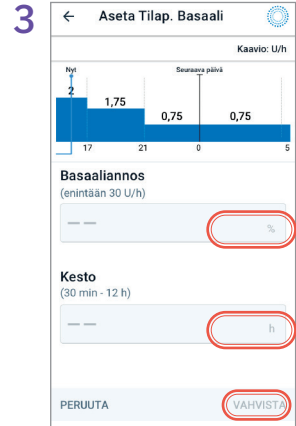 3
← Aseta Tilap. Basaali
Kaavio: U/h
Nyt Seuraava päivä
2 1,75 0,75 0,75
17 21 0 5
Basaaliannos
(enintään 30 U/h)
-- %
Kesto
(30 min - 12 h)
-- h
PERUUTA VAHVISTA